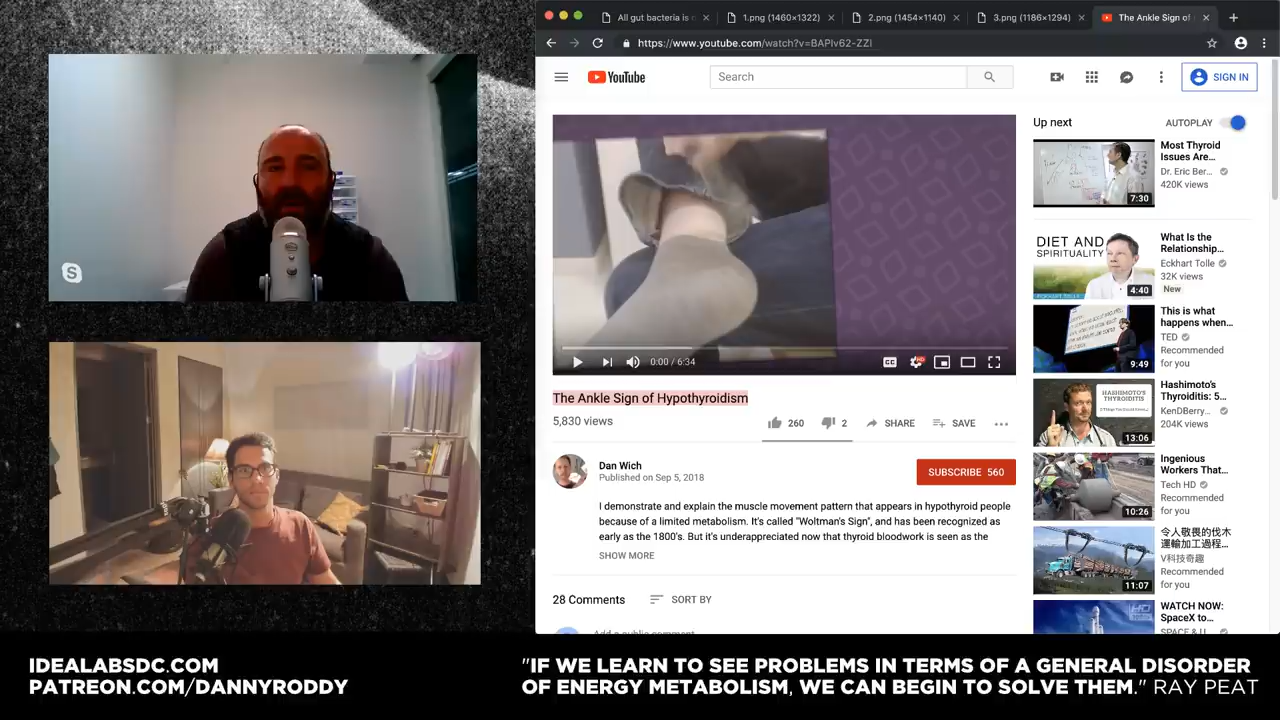 All gut bacteria is
1.png (1460×1322)
2.png (1454×1140)
3.png (1186×1294)
The Ankle Sign of
https://www.youtube.com/watch?v=BAPlv62-ZZI
YouTube
Search
SIGN IN
0:00 / 6:34
CC
HD
The Ankle Sign of Hypothyroidism
5,830 views
260
2
SHARE
SAVE
Dan Wich
Published on Sep 5, 2018
SUBSCRIBE 560
I demonstrate and explain the muscle movement pattern that appears in hypothyroid people
because of a limited metabolism. It's called "Woltman's Sign", and has been recognized as
early as the 1800's. But it's underappreciated now that thyroid bloodwork is seen as the
SHOW MORE
28 Comments
SORT BY
Add a public comment
Up next
AUTOPLAY
Most Thyroid
Issues Are...
Dr. Eric Ber...
420K views
7:30
DIET AND
SPIRITUALITY
4:40
What Is the
Relationship...
Eckhart Tolle
32K views
New
This is what
happens when...
TED
Recommended
for you
9:49
HASHIMOTO'S
THYROIDITIS
Hashimoto's
Thyroiditis: 5...
KenDBerry...
204K views
13:06
Ingenious
Workers That...
Tech HD
Recommended
for you
10:26
令人敬畏的伐木
運輸加工過程...
V科技奇趣
Recommended
for you
11:07
WATCH NOW:
SpaceX to...
SPACE & U...
S
IDEALABSDC.COM
PATREON.COM/DANNYRODDY
"IF WE LEARN TO SEE PROBLEMS IN TERMS OF A GENERAL DISORDER
OF ENERGY METABOLISM, WE CAN BEGIN TO SOLVE THEM." RAY PEAT